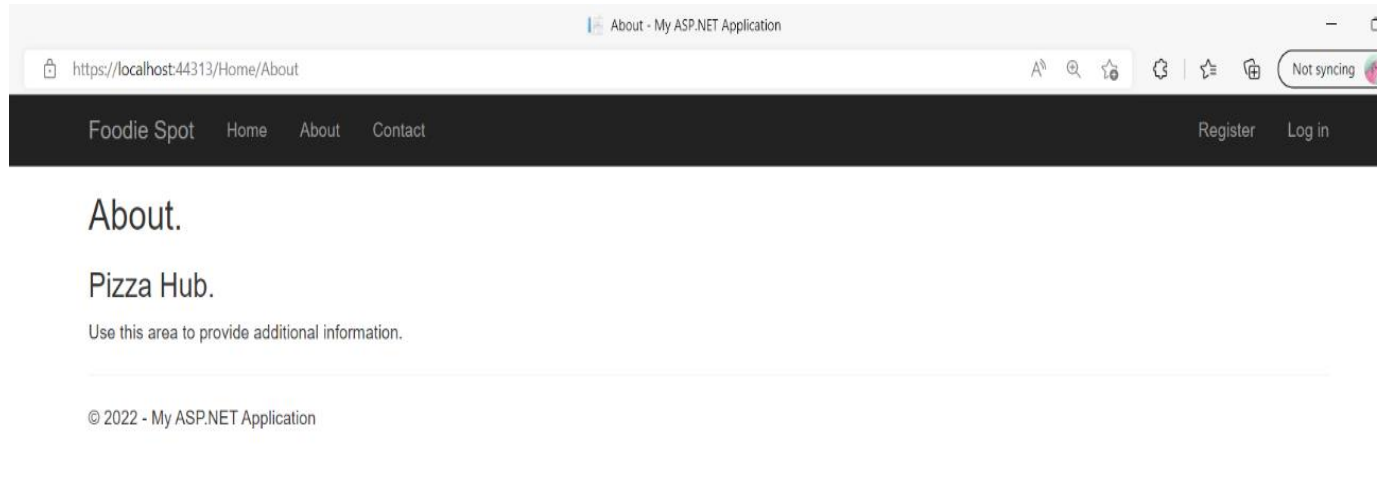 About - My ASP.NET Application
https://localhost:44313/Home/About
Not syncing
Foodie Spot Home About Contact Register Log in
About.
Pizza Hub.
Use this area to provide additional information.
© 2022 - My ASP.NET Application